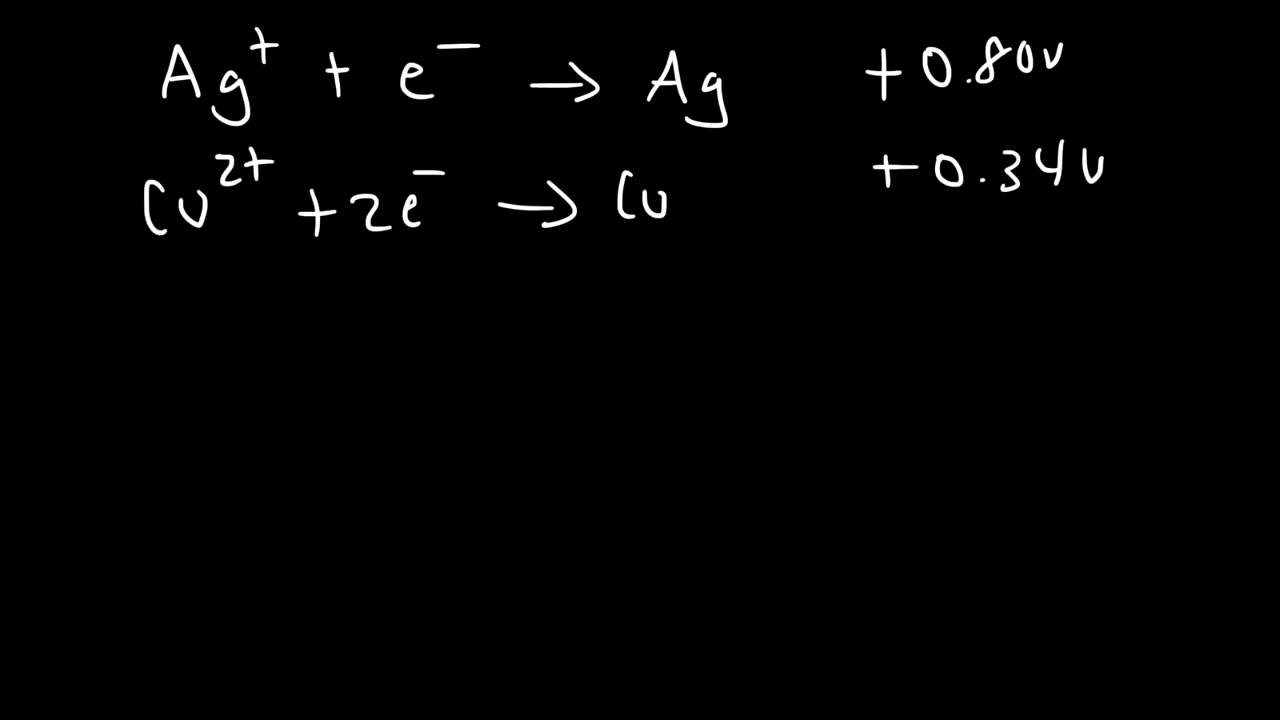 Ag⁺ + e⁻ → Ag +0.80v
Cu²⁺ + 2e⁻ → Cu +0.34v